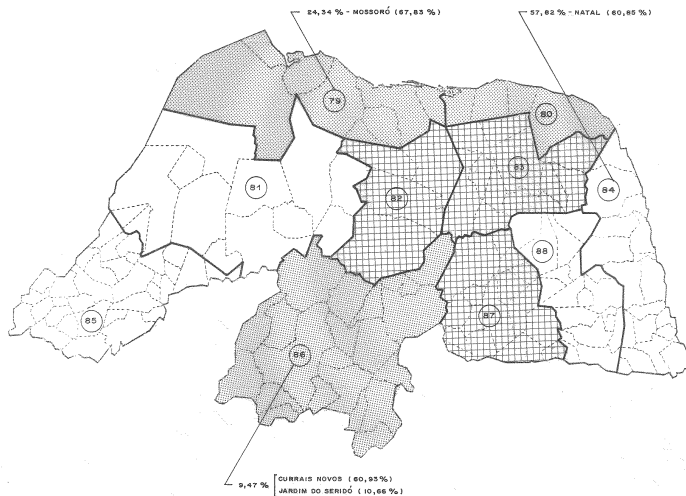 24,34 % - MOSSORÓ (67,83 %)
57,82 % - NATAL (60,85 %)
79
80
83
81
82
84
88
85
87
86
9,47 %
CURRAIS NOVOS (60,93%)
JARDIM DO SERIDÓ (10,66 %)